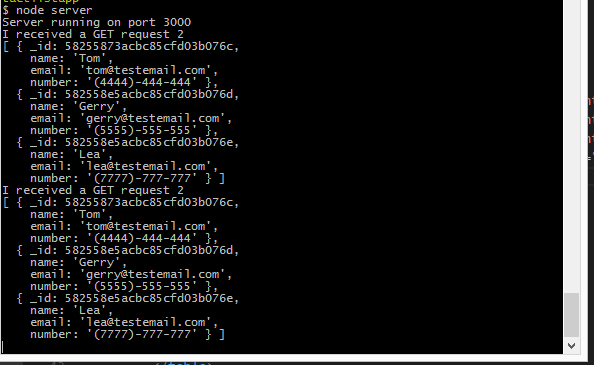 $ node server
Server running on port 3000
I received a GET request 2
[ { _id: 58255873acbc85cfd03b076c,
name: 'Tom',
email: 'tom@testemail.com',
number: '(4444)-444-444' },
{ _id: 582558e5acbc85cfd03b076d,
name: 'Gerry',
email: 'gerry@testemail.com',
number: '(5555)-555-555' },
{ _id: 582558e5acbc85cfd03b076e,
name: 'Lea',
email: 'lea@testemail.com',
number: '(7777)-777-777' } ]
I received a GET request 2
[ { _id: 58255873acbc85cfd03b076c,
name: 'Tom',
email: 'tom@testemail.com',
number: '(4444)-444-444' },
{ _id: 582558e5acbc85cfd03b076d,
name: 'Gerry',
email: 'gerry@testemail.com',
number: '(5555)-555-555' },
{ _id: 582558e5acbc85cfd03b076e,
name: 'Lea',
email: 'lea@testemail.com',
number: '(7777)-777-777' } ]